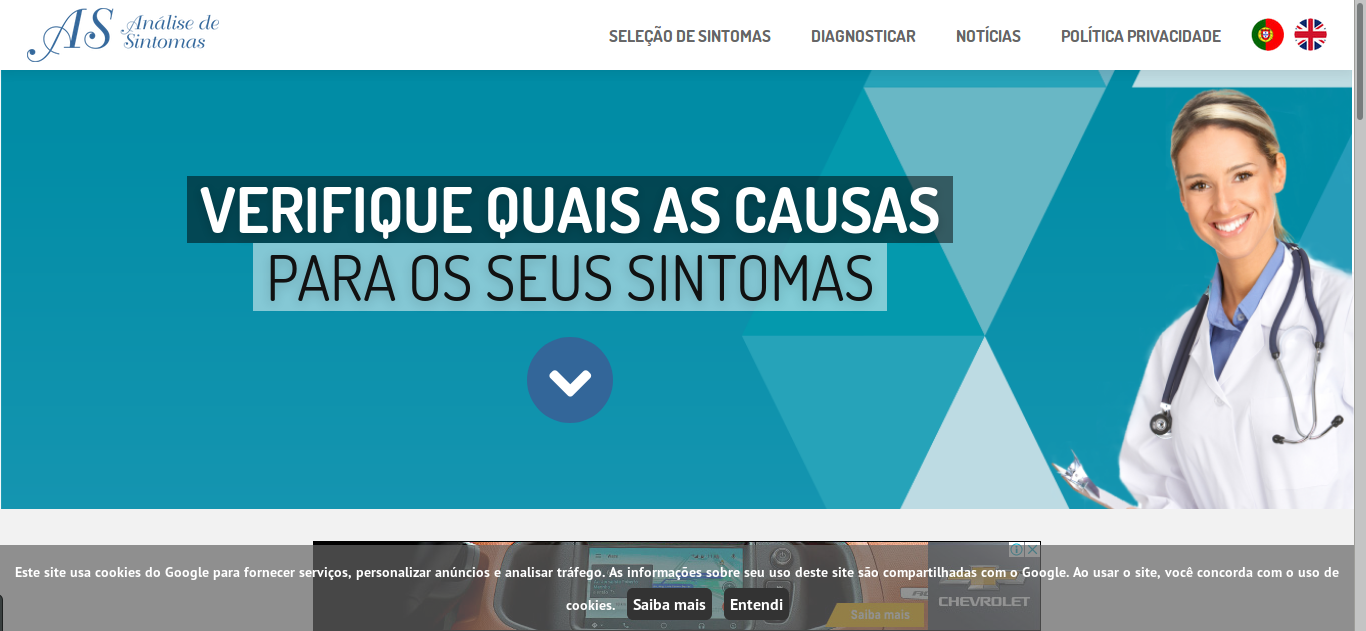 AS Análise de
Sintomas
SELEÇÃO DE SINTOMAS DIAGNOSTICAR NOTÍCIAS POLÍTICA PRIVACIDADE
VERIFIQUE QUAIS AS CAUSAS
PARA OS SEUS SINTOMAS
Este site usa cookies do Google para fornecer serviços, personalizar anúncios e analisar tráfego. As informações sobre seu uso deste site são compartilhadas com o Google. Ao usar o site, você concorda com o uso de
cookies. Saiba mais Entendi
CHEVROLET
Saiba mais